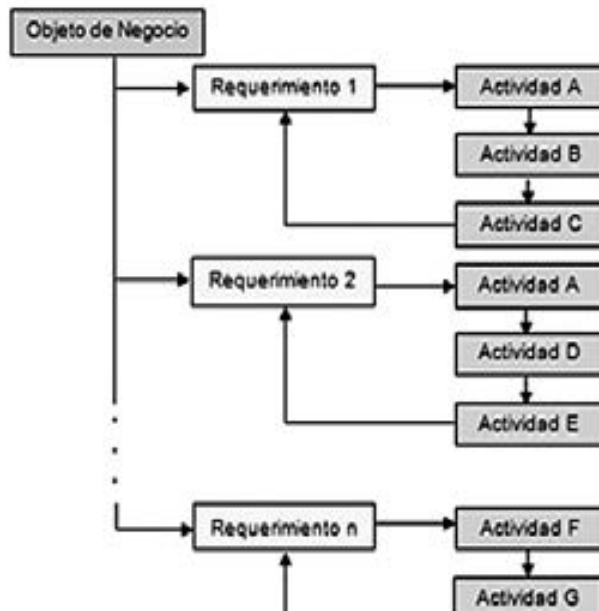 Objeto de Negocio
Requerimiento 1
Actividad A
Actividad B
Actividad C
Requerimiento 2
Actividad A
Actividad D
Actividad E
Requerimiento n
Actividad F
Actividad G